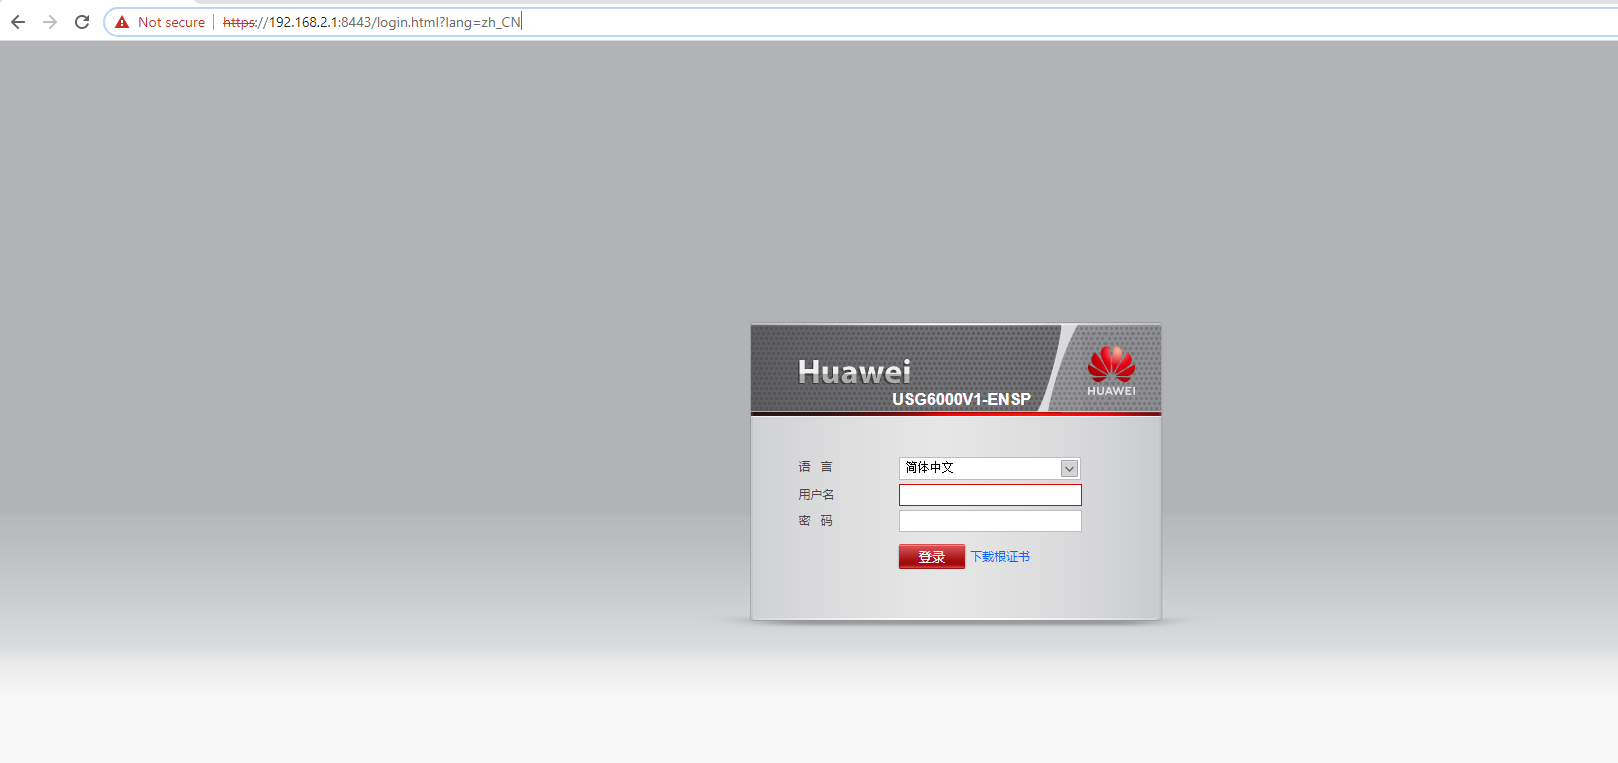 Not secure https://192.168.2.1:8443/login.html?lang=zh_CN
Huawei
USG6000V1-ENSP
HUAWEI
语 言 简体中文
用户名
密 码
登录 下载根证书